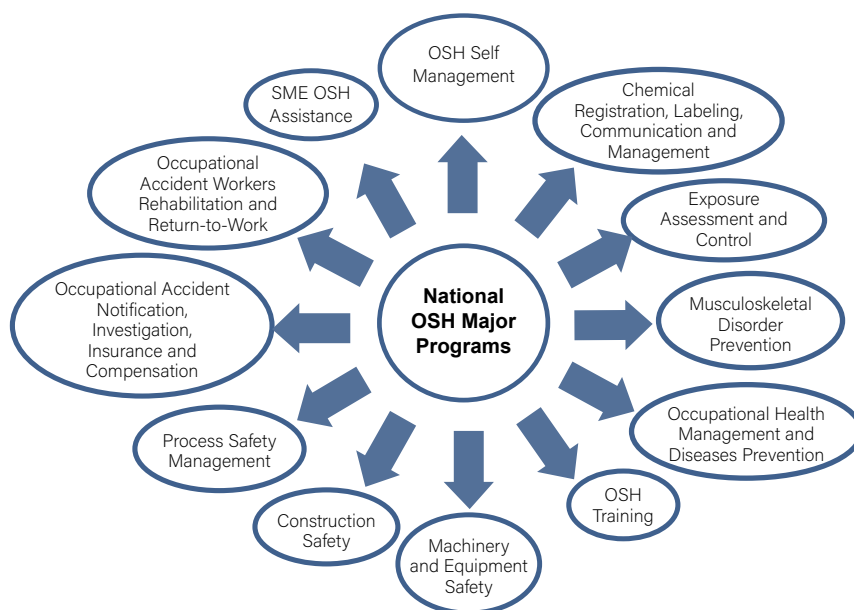 OSH Self
Management
Chemical
Registration, Labeling,
Communication and
Management
Exposure
Assessment and
Control
Musculoskeletal
Disorder
Prevention
Occupational Health
Management and
Diseases Prevention
OSH
Training
Machinery
and Equipment
Safety
Construction
Safety
Process Safety
Management
Occupational Accident
Notification,
Investigation,
Insurance and
Compensation
Occupational
Accident Workers
Rehabilitation and
Return-to-Work
SME OSH
Assistance
National
OSH Major
Programs